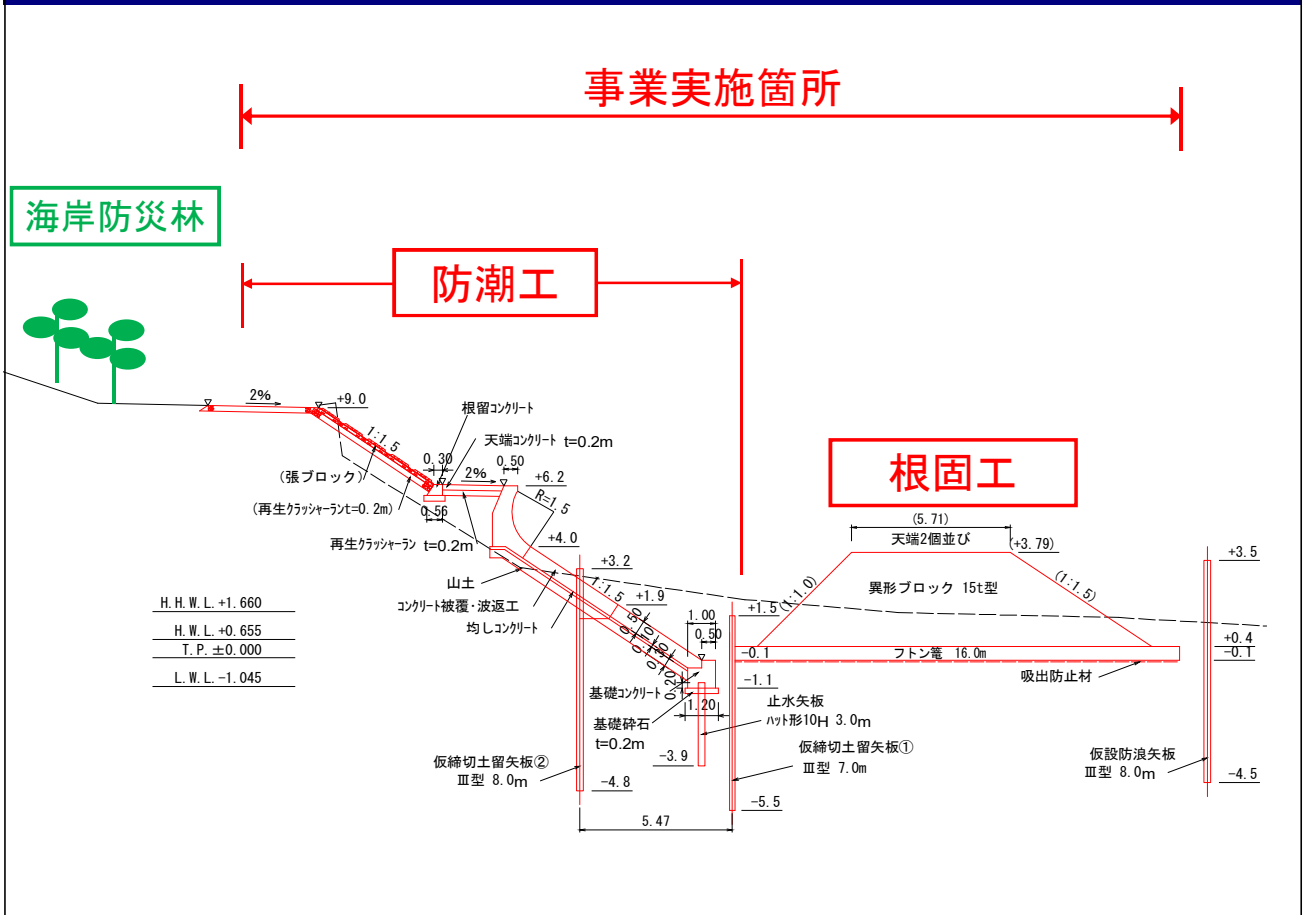 事業実施箇所
海岸防災林
防潮工
2%
+9.0
根留コンクリート
1:1.5
天端コンクリート t=0.2m
0.30
2%
0.50
+6.2
(張ブロック)
R=1.5
(再生クラッシャーランt=0.2m)
0.56
再生クラッシャーラン t=0.2m
+4.0
根固工
(5.71)
天端2個並び
(+3.79)
+3.5
+3.2
山土
1:1.5
(1:1.0)
異形ブロック 15t型
(1:1.5)
コンクリート被覆・波返工
+1.9
均しコンクリート
0.50
1.00
+1.5
0.50
H.H.W.L.+1.660
H.W.L.+0.655
T.P.±0.000
L.W.L.-1.045
-0.1
フトン篭 16.0m
+0.4
-0.1
吸出防止材
-1.1
基礎コンクリート
0.20
1.20
止水矢板
ハット形10H 3.0m
基礎砕石
t=0.2m
-3.9
仮締切土留矢板①
Ⅲ型 7.0m
仮締切土留矢板②
Ⅲ型 8.0m
-4.8
仮設防浪矢板
Ⅲ型 8.0m
-4.5
-5.5
5.47